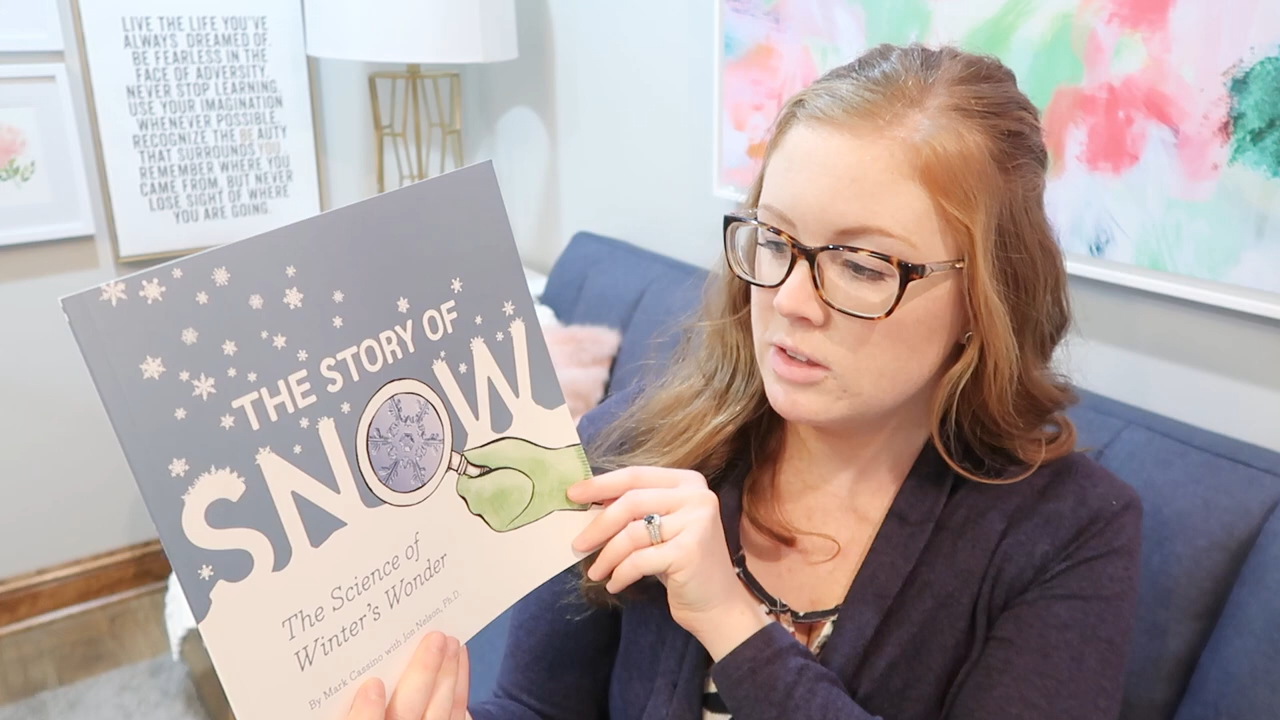 LIVE THE LIFE YOU'VE
ALWAYS DREAMED OF.
BE FEARLESS IN THE
FACE OF ADVERSITY.
NEVER STOP LEARNING.
USE YOUR IMAGINATION
WHENEVER POSSIBLE.
RECOGNIZE THE BEAUTY
THAT SURROUNDS YOU
REMEMBER WHERE YOU
CAME FROM, BUT NEVER
LOSE SIGHT OF WHERE
YOU ARE GOING.
THE STORY OF
SNOW
The Science of
Winter's Wonder
By Mark Cassino with Jon Nelson, Ph.D.